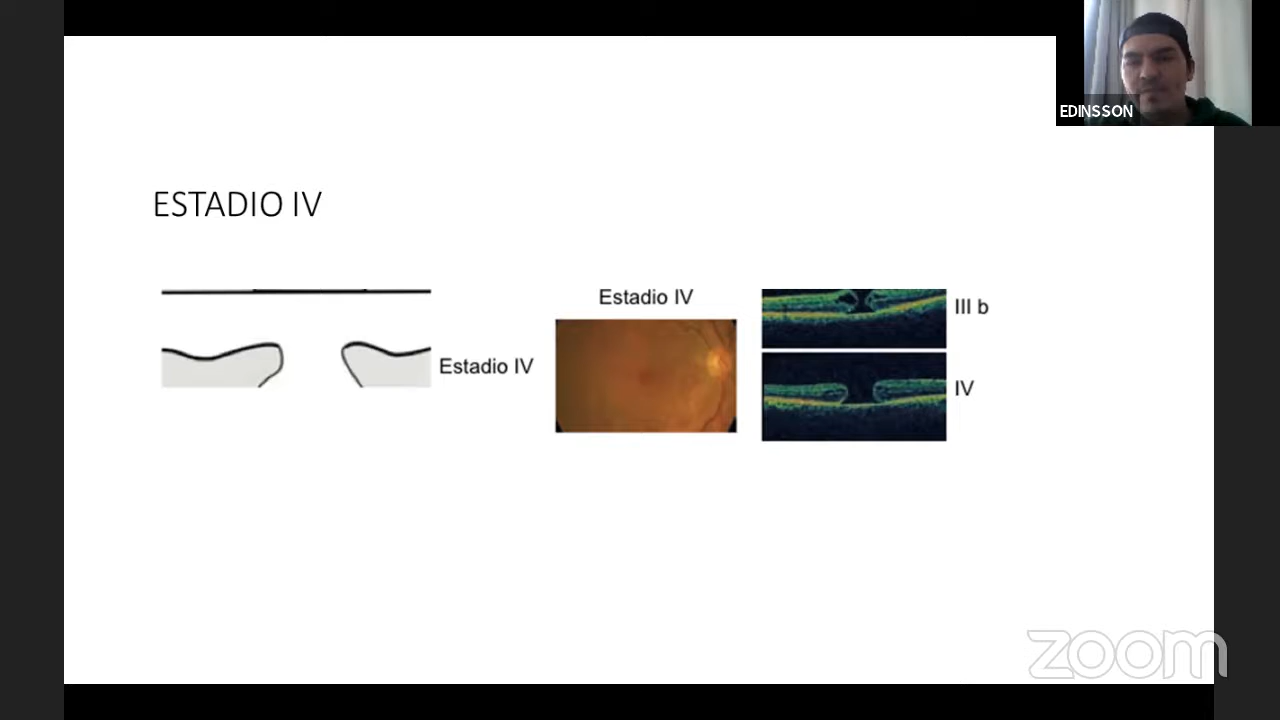 EDINSSON
ESTADIO IV
Estadio IV
Estadio IV
III b
IV
zoom